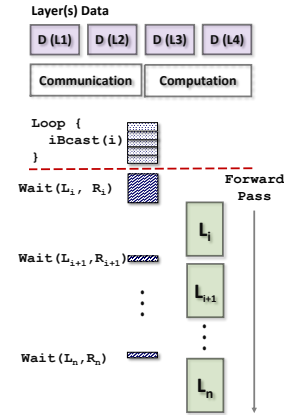 Layer(s) Data
D (L1) D (L2) D (L3) D (L4)
Communication Computation
Loop {
iBcast(i)
}
Wait(Li, Ri)
Forward
Pass
Li
Wait(Li+1,Ri+1)
Li+1
Wait(Ln,Rn)
Ln